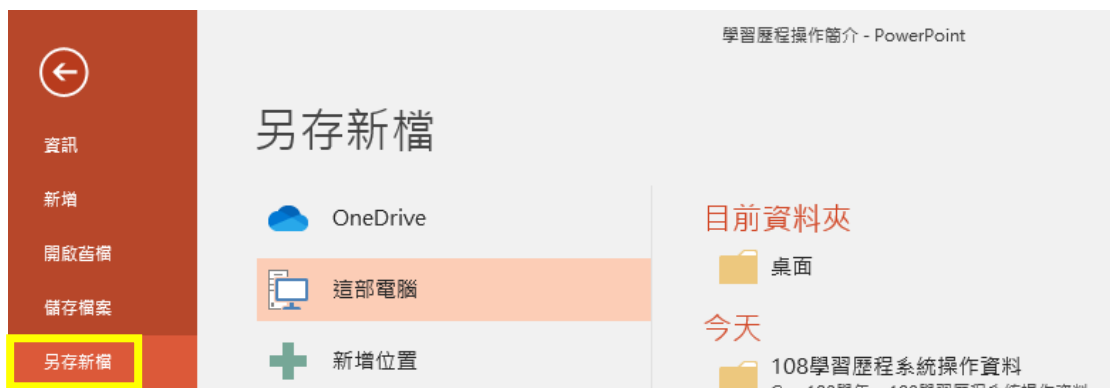 學習歷程操作簡介 - PowerPoint
資訊
新增
開啟舊檔
儲存檔案
另存新檔
另存新檔
OneDrive
這部電腦
新增位置
目前資料夾
桌面
今天
108學習歷程系統操作資料